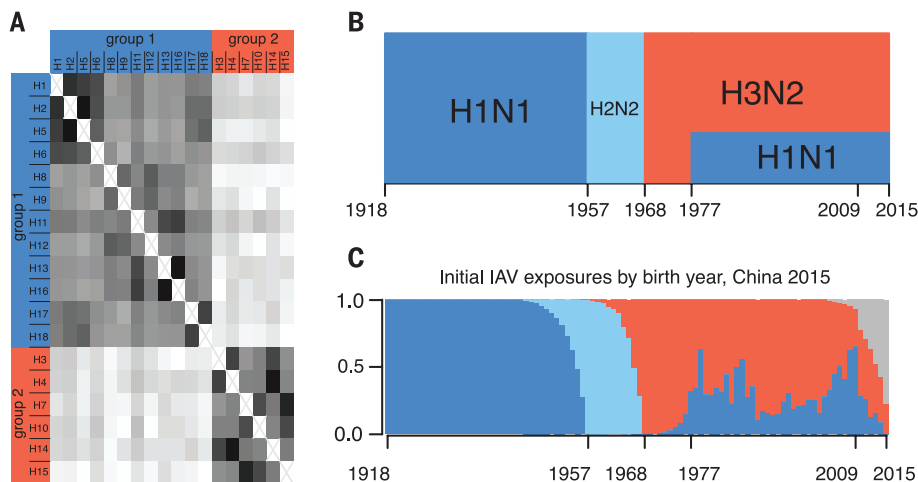 A
group 1
group 2
H1
H2
H5
H6
H8
H9
H11
H12
H13
H16
H17
H18
H3
H4
H7
H10
H14
H15
group 1
H1
H2
H5
H6
H8
H9
H11
H12
H13
H16
H17
H18
group 2
H3
H4
H7
H10
H14
H15
B
H1N1
H2N2
H3N2
H1N1
1918
1957
1968
1977
2009
2015
C
Initial IAV exposures by birth year, China 2015
1.0
0.5
0.0
1918
1957
1968
1977
2009
2015